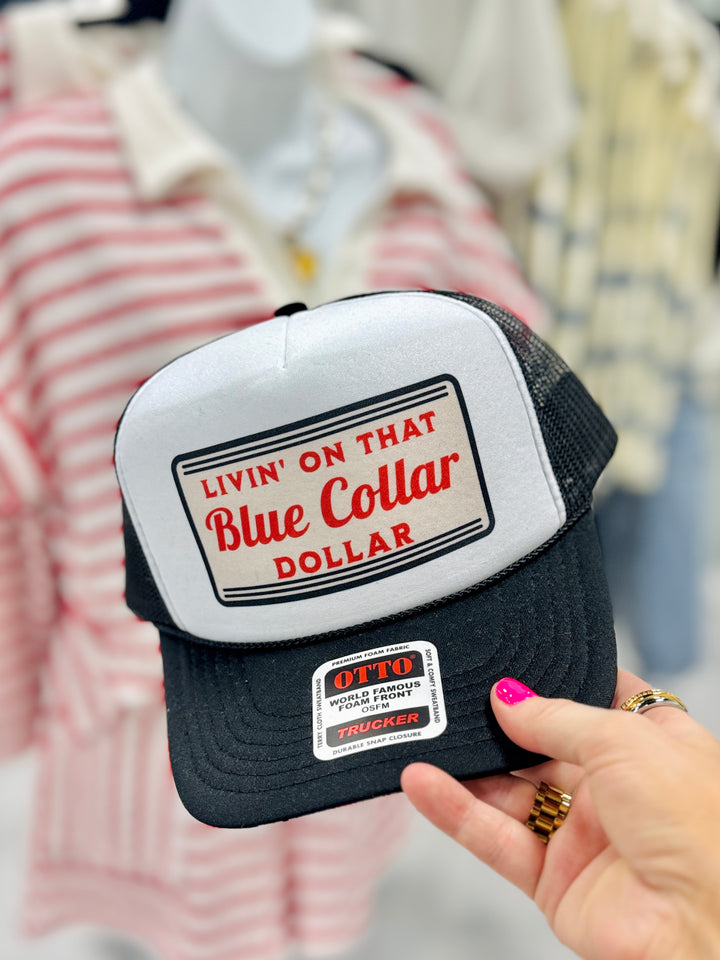 LIVIN' ON THAT
Blue Collar
DOLLAR
PREMIUM FOAM FABRIC
OTTO
WORLD FAMOUS
FOAM FRONT
OSFM
TRUCKER
DURABLE SNAP CLOSURE
TERRY CLOTH SWEATBAND
SOFT & COMFY SWEATBAND